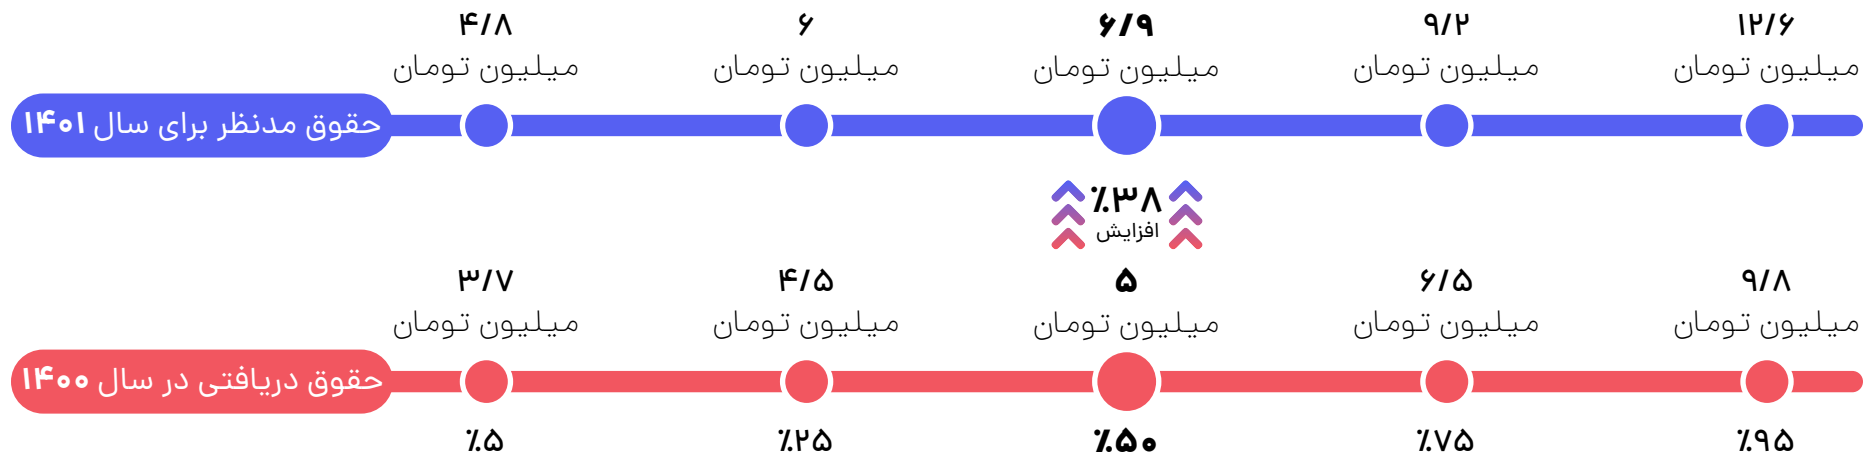 ۴/۸
میلیون تومان
۶
میلیون تومان
۶/۹
میلیون تومان
۹/۲
میلیون تومان
۱۲/۶
میلیون تومان
حقوق مدنظر برای سال ۱۴۰۱
٪۳۸
افزایش
۳/۷
میلیون تومان
۴/۵
میلیون تومان
۵
میلیون تومان
۶/۵
میلیون تومان
۹/۸
میلیون تومان
حقوق دریافتی در سال ۱۴۰۰
٪۵
٪۲۵
٪۵۰
٪۷۵
٪۹۵